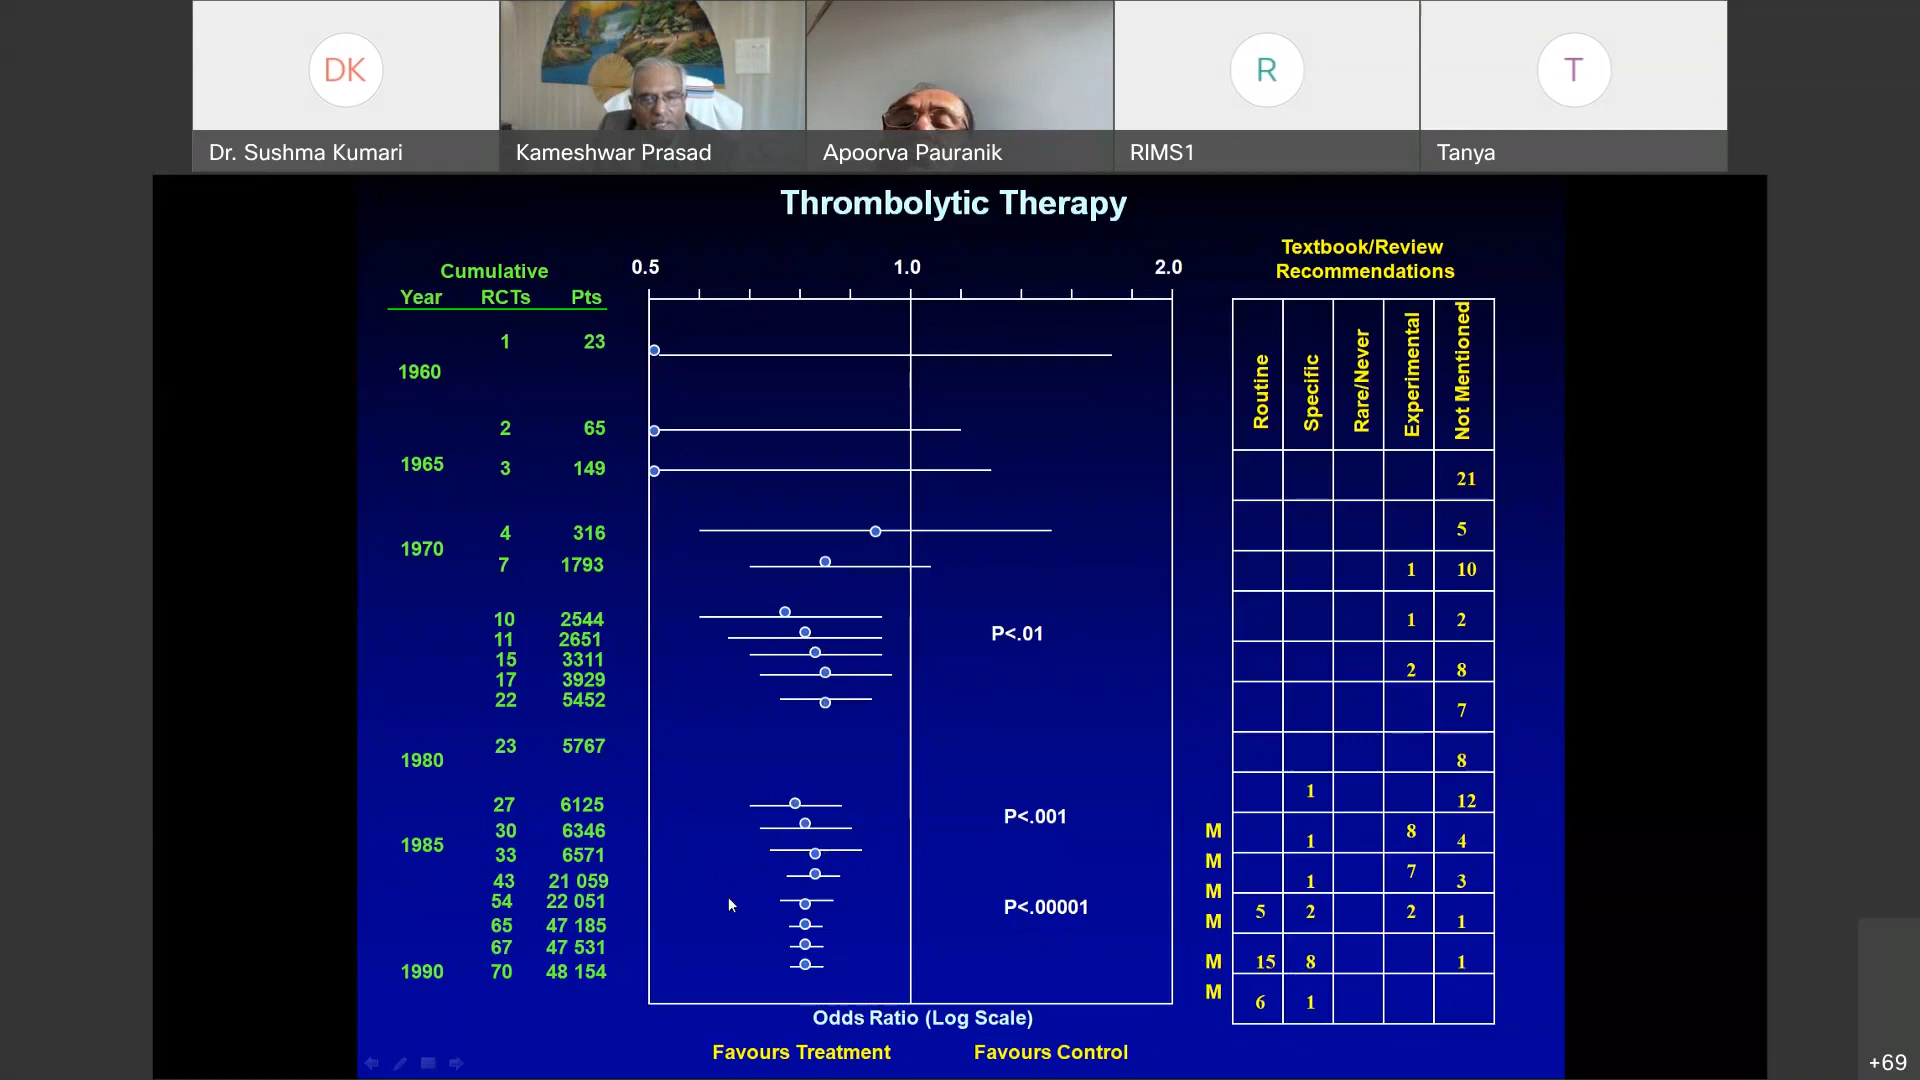 DK
R
T
Dr. Sushma Kumari
Kameshwar Prasad
Apoorva Pauranik
RIMS1
Tanya
Thrombolytic Therapy
Cumulative
Year RCTs Pts
0.5 1.0 2.0
Textbook/Review
Recommendations
Routine
Specific
Rare/Never
Experimental
Not Mentioned
1 23
1960
2 65
1965 3 149
4 316
1970
7 1793
10 2544
11 2651
15 3311
17 3929
22 5452
23 5767
1980
27 6125
30 6346
1985
33 6571
43 21 059
54 22 051
65 47 185
67 47 531
1990 70 48 154
P<.01
P<.001
P<.00001
21
5
1 10
1 2
2 8
7
8
1 12
M 1 8 4
M
M 1 7 3
M 5 2 2 1
M 15 8 1
M 6 1
Odds Ratio (Log Scale)
Favours Treatment Favours Control
+69